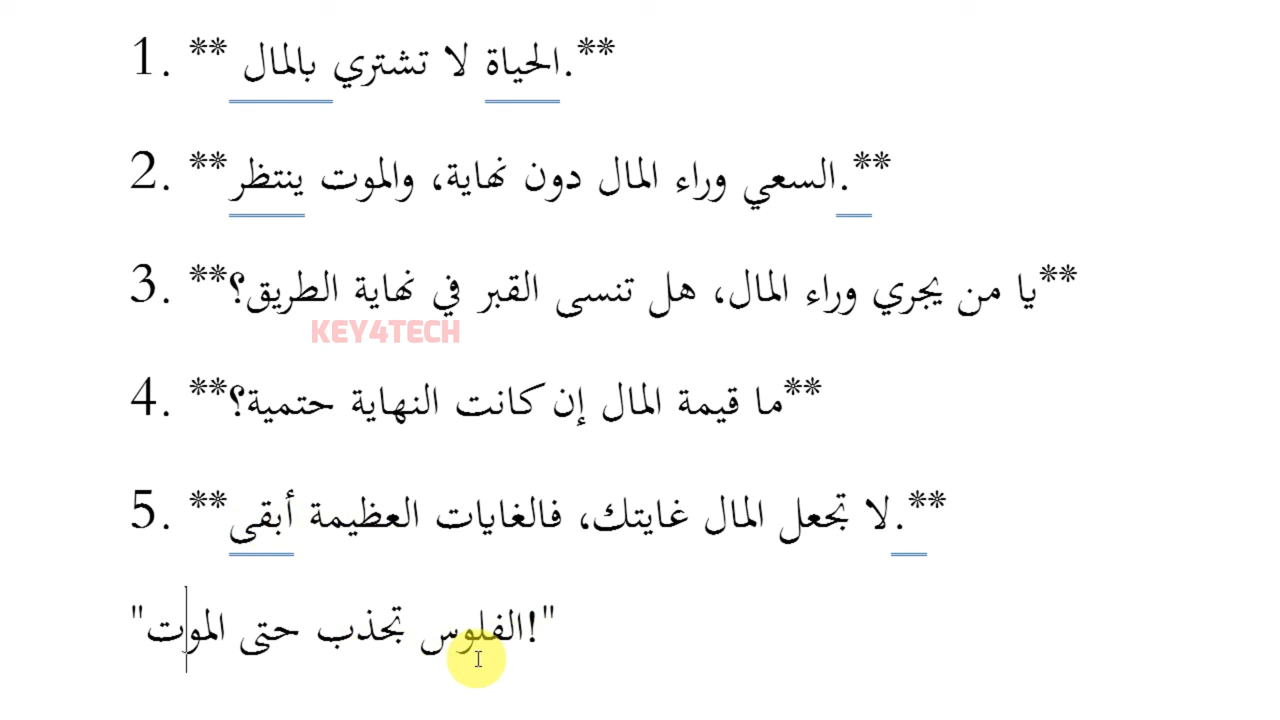 1. **الحياة لا تشتري بالمال.**
2. **السعي وراء المال دون نهاية، والموت ينتظر.**
3. **يا من يجري وراء المال، هل تنسى القبر في نهاية الطريق؟**
KEY4TECH
4. **ما قيمة المال إن كانت النهاية حتمية؟**
5. **لا تجعل المال غايتك، فالغايات العظيمة أبقى.**
"الفلوس تجذب حتى الموت!"